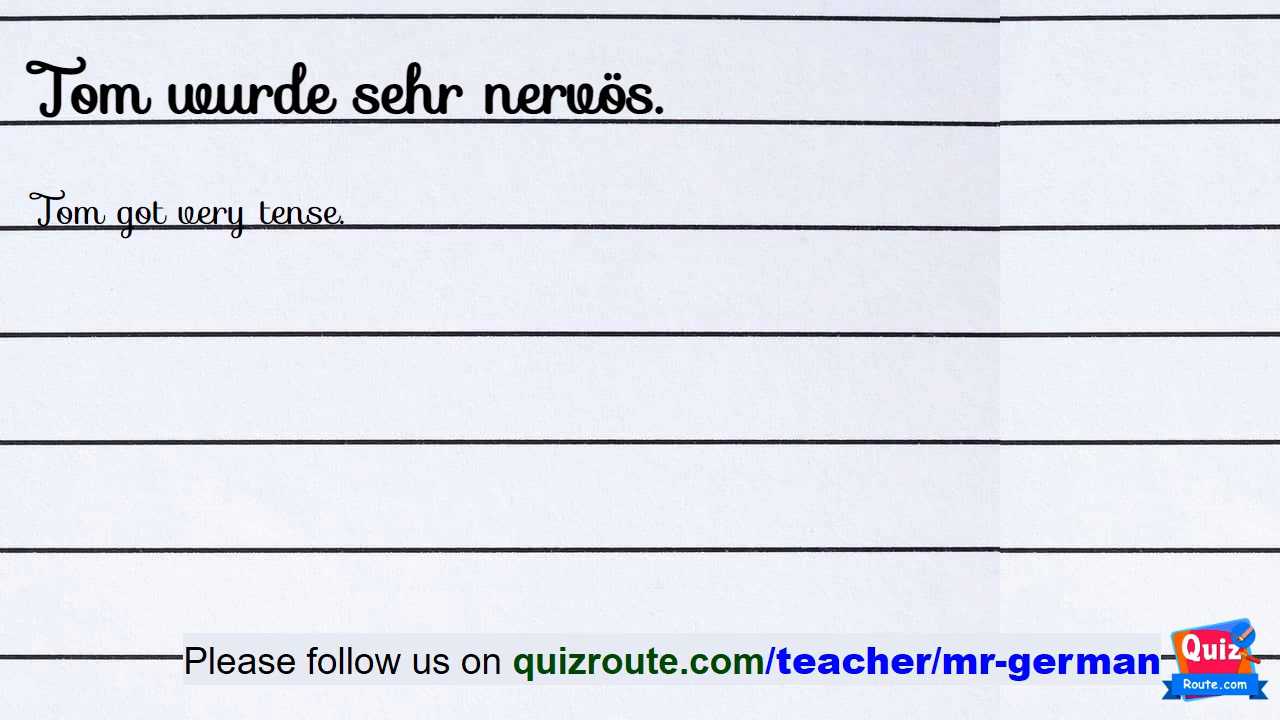 Tom wurde sehr nervös.
Tom got very tense.
Please follow us on quizroute.com/teacher/mr-german
Quiz
Route.com